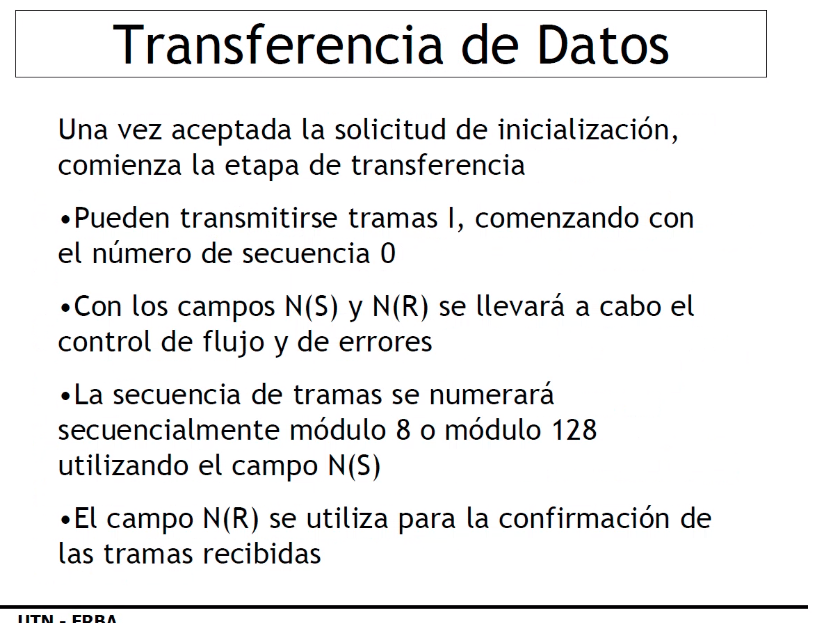 Transferencia de Datos
Una vez aceptada la solicitud de inicialización,
comienza la etapa de transferencia
•Pueden transmitirse tramas I, comenzando con
el número de secuencia 0
•Con los campos N(S) y N(R) se llevará a cabo el
control de flujo y de errores
•La secuencia de tramas se numerará
secuencialmente módulo 8 o módulo 128
utilizando el campo N(S)
•El campo N(R) se utiliza para la confirmación de
las tramas recibidas
UTN - FRBA